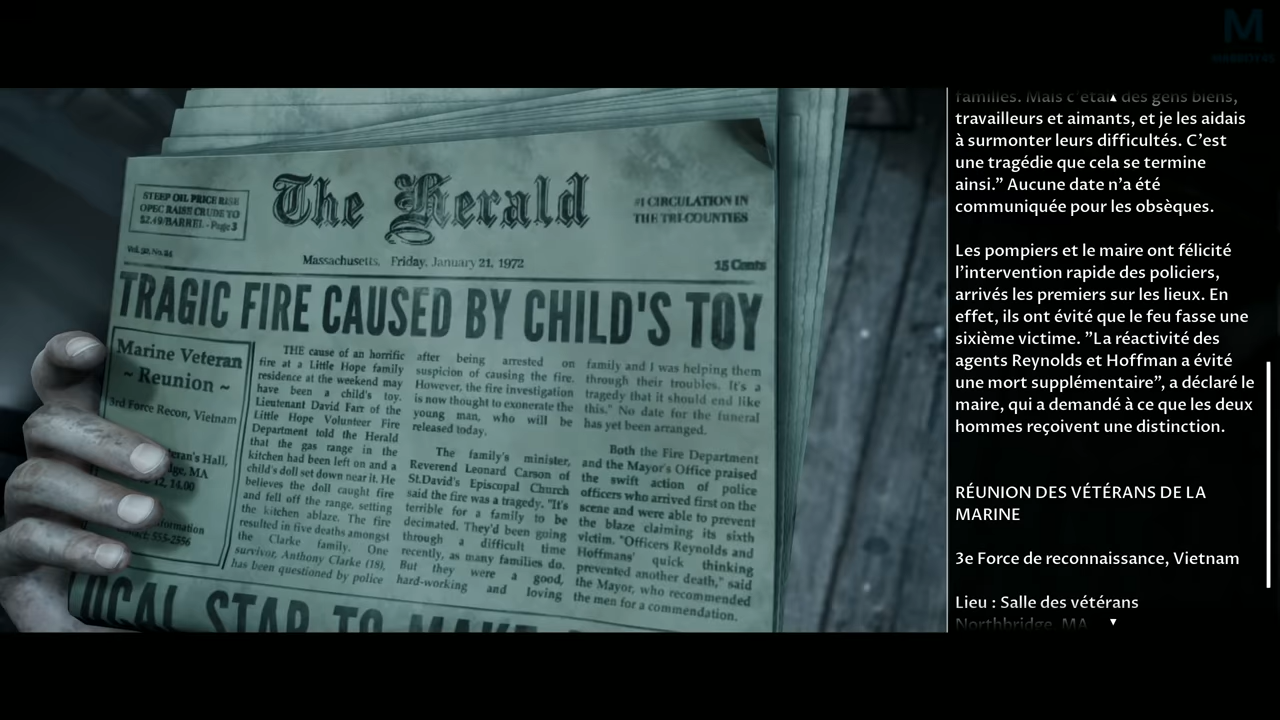 M
STEEP OIL PRICE RISE
OPEC RAISE CRUDE TO
$2.49/BARREL - Page 3
The Herald
#1 CIRCULATION IN
THE TRI-COUNTIES
Massachusetts, Friday, January 21, 1972
15 Cents
TRAGIC FIRE CAUSED BY CHILD'S TOY
Marine Veteran
~ Reunion ~
3rd Force Recon, Vietnam
Hall,
MA
12, 14.00
555-2556
THE cause of an horrific
fire at a Little Hope family
residence at the weekend may
have been a child's toy.
Lieutenant David Farr of the
Little Hope Volunteer Fire
Department told the Herald
that the gas range in the
kitchen had been left on and a
child's doll set down near it. He
believes the doll caught fire
and fell off the range, setting
the kitchen ablaze. The fire
resulted in five deaths amongst
the Clarke family. One
survivor, Anthony Clarke (18),
has been questioned by police
after being arrested on
suspicion of causing the fire.
However, the fire investigation
is now thought to exonerate the
young man, who will be
released today.
The family's minister,
Reverend Leonard Carson of
St.David's Episcopal Church
said the fire was a tragedy. "It's
terrible for a family to be
decimated. They'd been going
through a difficult time
recently, as many families do.
But they were a good,
hard-working and loving
family and I was helping them
through their troubles. It's a
tragedy that it should end like
this." No date for the funeral
has yet been arranged.
Both the Fire Department
and the Mayor's Office praised
the swift action of police
officers who arrived first on the
scene and were able to prevent
the blaze claiming its sixth
victim. "Officers Reynolds and
Hoffmans' quick thinking
prevented another death," said
the Mayor, who recommended
the men for a commendation.
LOCAL STAR TO MAKE
familles. Mais c'était des gens biens,
travailleurs et aimants, et je les aidais
à surmonter leurs difficultés. C'est
une tragédie que cela se termine
ainsi.” Aucune date n'a été
communiquée pour les obsèques.
Les pompiers et le maire ont félicité
l'intervention rapide des policiers,
arrivés les premiers sur les lieux. En
effet, ils ont évité que le feu fasse une
sixième victime. ”La réactivité des
agents Reynolds et Hoffman a évité
une mort supplémentaire”, a déclaré le
maire, qui a demandé à ce que les deux
hommes reçoivent une distinction.
RÉUNION DES VÉTÉRANS DE LA
MARINE
3e Force de reconnaissance, Vietnam
Lieu : Salle des vétérans
Northbridge, MA